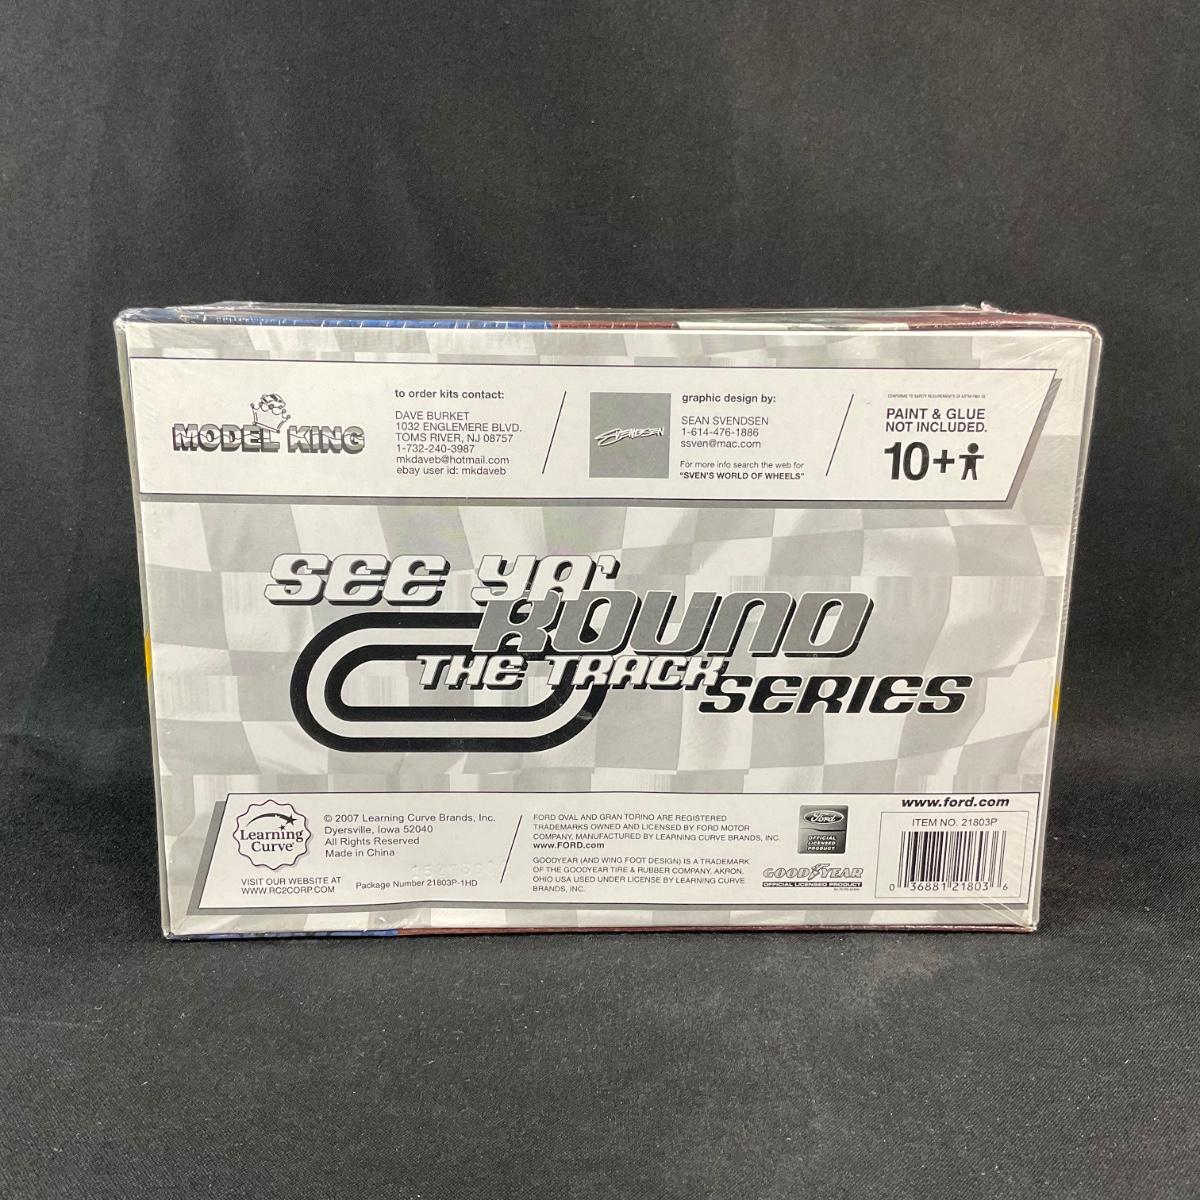 MODEL KING
to order kits contact:
DAVE BURKET
1032 ENGLEMERE BLVD.
TOMS RIVER, NJ 08757
1-732-240-3987
mkdaveb@hotmail.com
ebay user id: mkdaveb
SVENDSEN
graphic design by:
SEAN SVENDSEN
1-614-476-1886
ssven@mac.com
For more info search the web for
"SVEN'S WORLD OF WHEELS"
PAINT & GLUE
NOT INCLUDED.
10+
SEE YA'
ROUND
THE TRACK
SERIES
Learning
Curve
VISIT OUR WEBSITE AT
WWW.RC2CORP.COM
© 2007 Learning Curve Brands, Inc.
Dyersville, Iowa 52040
All Rights Reserved
Made in China
Package Number 21803P-1HD
FORD OVAL AND GRAN TORINO ARE REGISTERED
TRADEMARKS OWNED AND LICENSED BY FORD MOTOR
COMPANY, MANUFACTURED BY LEARNING CURVE BRANDS, INC.
www.FORD.com
GOODYEAR (AND WING FOOT DESIGN) IS A TRADEMARK
OF THE GOODYEAR TIRE & RUBBER COMPANY, AKRON,
OHIO USA USED UNDER LICENSE BY LEARNING CURVE
BRANDS, INC.
Ford
OFFICIAL
LICENSED
PRODUCT
GOODYEAR
OFFICIAL LICENSED PRODUCT
www.ford.com
ITEM NO. 21803P
0 36881 21803 6